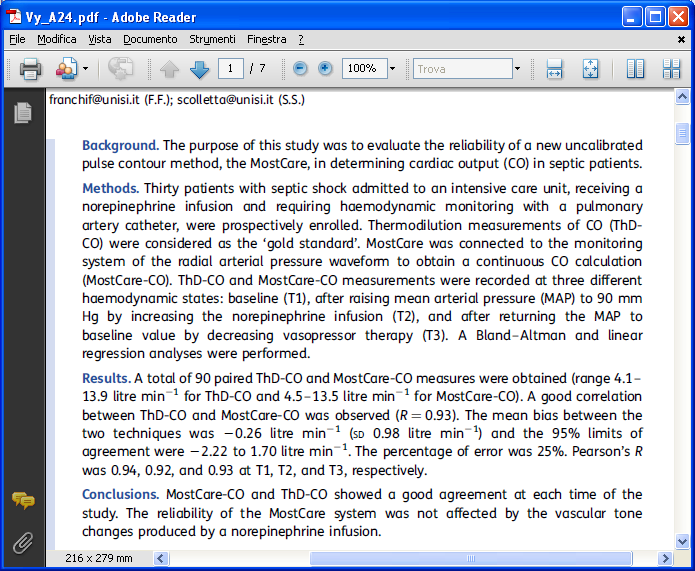 Vy_A24.pdf - Adobe Reader
File Modifica Vista Documento Strumenti Finestra ?
1 / 7 100% Trova
franchif@unisi.it (F.F.); scolletta@unisi.it (S.S.)
Background. The purpose of this study was to evaluate the reliability of a new uncalibrated
pulse contour method, the MostCare, in determining cardiac output (CO) in septic patients.
Methods. Thirty patients with septic shock admitted to an intensive care unit, receiving a
norepinephrine infusion and requiring haemodynamic monitoring with a pulmonary
artery catheter, were prospectively enrolled. Thermodilution measurements of CO (ThD-
CO) were considered as the ‘gold standard’. MostCare was connected to the monitoring
system of the radial arterial pressure waveform to obtain a continuous CO calculation
(MostCare-CO). ThD-CO and MostCare-CO measurements were recorded at three different
haemodynamic states: baseline (T1), after raising mean arterial pressure (MAP) to 90 mm
Hg by increasing the norepinephrine infusion (T2), and after returning the MAP to
baseline value by decreasing vasopressor therapy (T3). A Bland–Altman and linear
regression analyses were performed.
Results. A total of 90 paired ThD-CO and MostCare-CO measures were obtained (range 4.1–
13.9 litre min⁻¹ for ThD-CO and 4.5–13.5 litre min⁻¹ for MostCare-CO). A good correlation
between ThD-CO and MostCare-CO was observed (R = 0.93). The mean bias between the
two techniques was −0.26 litre min⁻¹ (SD 0.98 litre min⁻¹) and the 95% limits of
agreement were −2.22 to 1.70 litre min⁻¹. The percentage of error was 25%. Pearson's R
was 0.94, 0.92, and 0.93 at T1, T2, and T3, respectively.
Conclusions. MostCare-CO and ThD-CO showed a good agreement at each time of the
study. The reliability of the MostCare system was not affected by the vascular tone
changes produced by a norepinephrine infusion.
216 x 279 mm